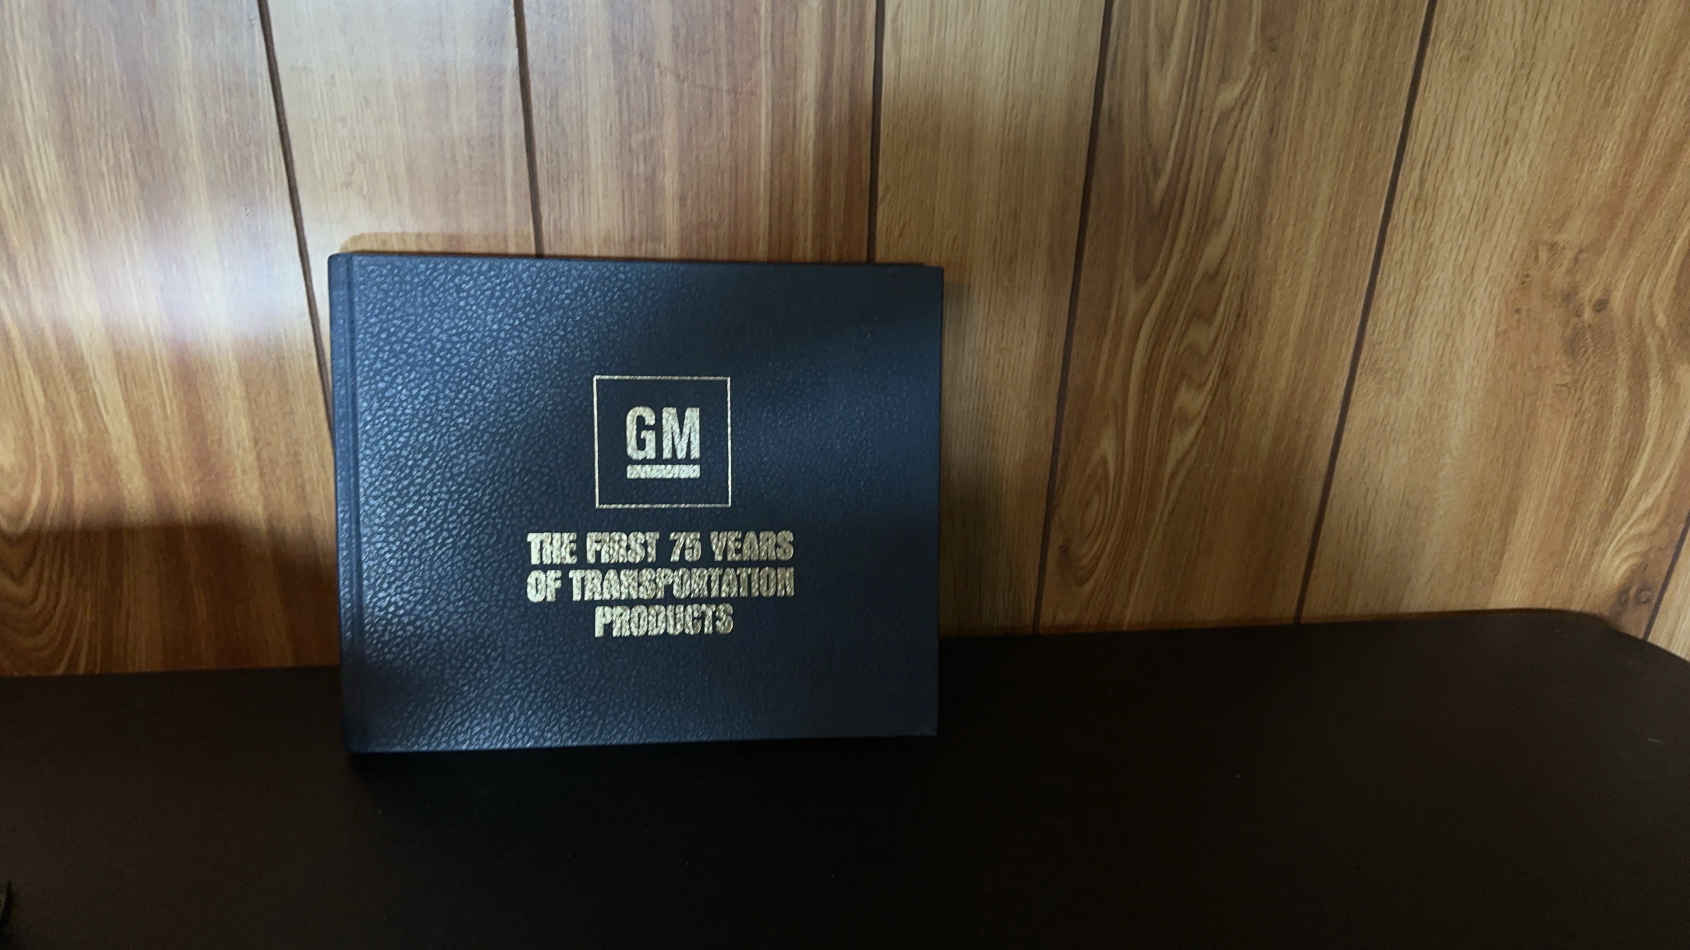 GM
THE FIRST 75 YEARS
OF TRANSPORTATION
PRODUCTS